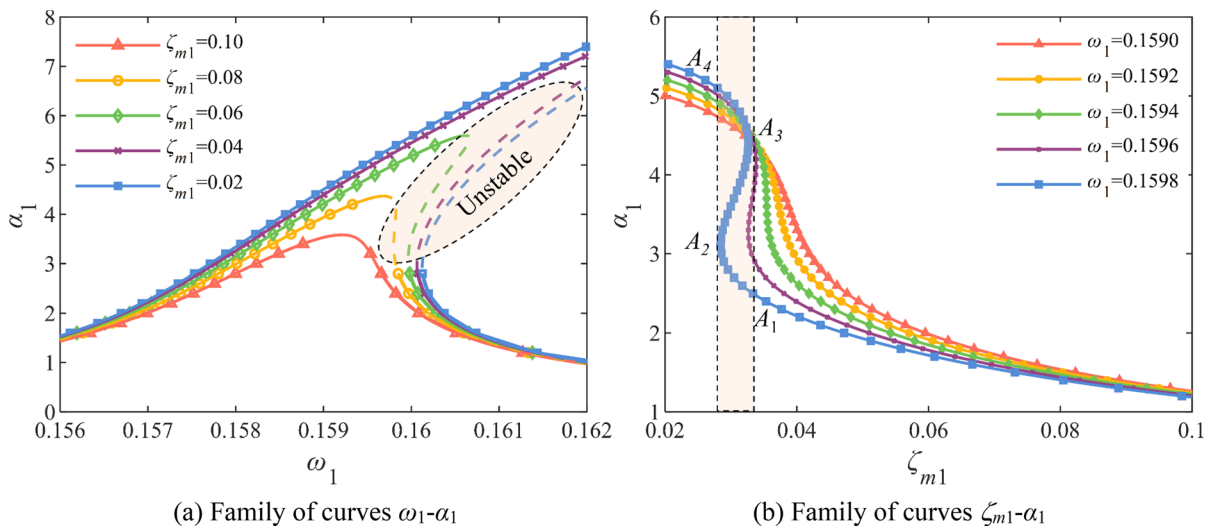 8
7
6
5
4
3
2
1
0
α₁
ζₘ₁=0.10
ζₘ₁=0.08
ζₘ₁=0.06
ζₘ₁=0.04
ζₘ₁=0.02
Unstable
0.156 0.157 0.158 0.159 0.16 0.161 0.162
ω₁
(a) Family of curves ω₁-α₁
6
5
4
3
2
1
α₁
A₄
A₃
A₂
A₁
ω₁=0.1590
ω₁=0.1592
ω₁=0.1594
ω₁=0.1596
ω₁=0.1598
0.02 0.04 0.06 0.08 0.1
ζₘ₁
(b) Family of curves ζₘ₁-α₁